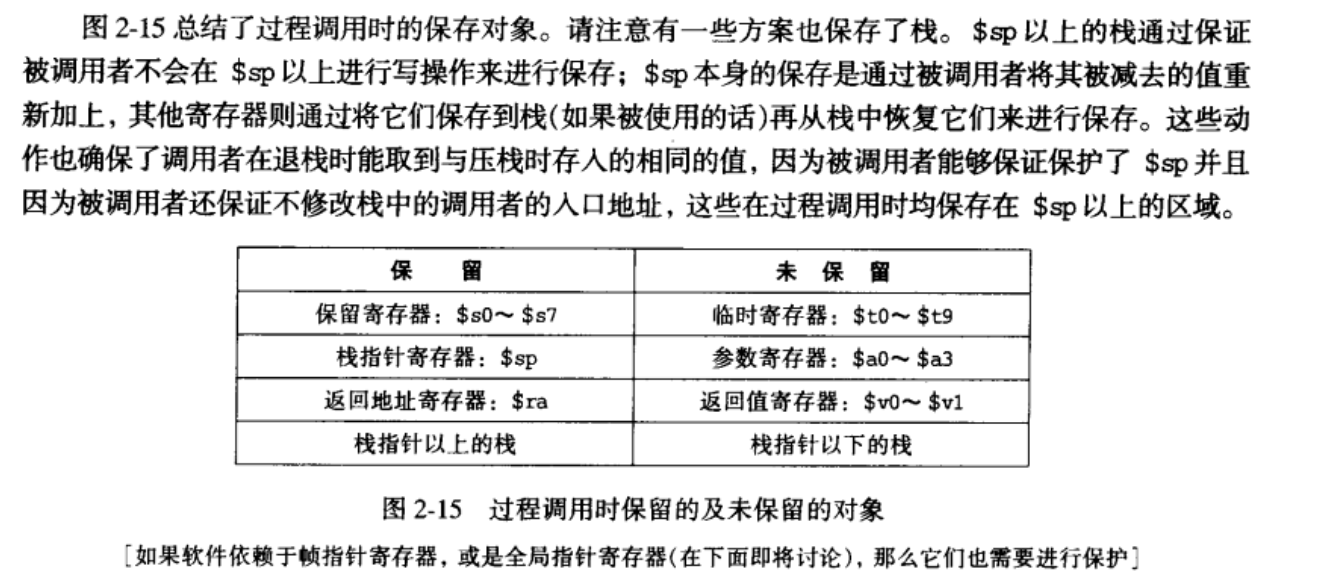 图 2-15 总结了过程调用时的保存对象。请注意有一些方案也保存了栈。$sp 以上的栈通过保证
被调用者不会在 $sp 以上进行写操作来进行保存；$sp 本身的保存是通过被调用者将其被减去的值重
新加上，其他寄存器则通过将它们保存到栈(如果被使用的话)再从栈中恢复它们来进行保存。这些动
作也确保了调用者在退栈时能取到与压栈时存入的相同的值，因为被调用者能够保证保护了 $sp 并且
因为被调用者还保证不修改栈中的调用者的入口地址，这些在过程调用时均保存在 $sp 以上的区域。
保 留 未 保 留
保留寄存器：$s0～$s7 临时寄存器：$t0～$t9
栈指针寄存器：$sp 参数寄存器：$a0～$a3
返回地址寄存器：$ra 返回值寄存器：$v0～$v1
栈指针以上的栈 栈指针以下的栈
图 2-15 过程调用时保留的及未保留的对象
[如果软件依赖于帧指针寄存器，或是全局指针寄存器(在下面即将讨论)，那么它们也需要进行保护]